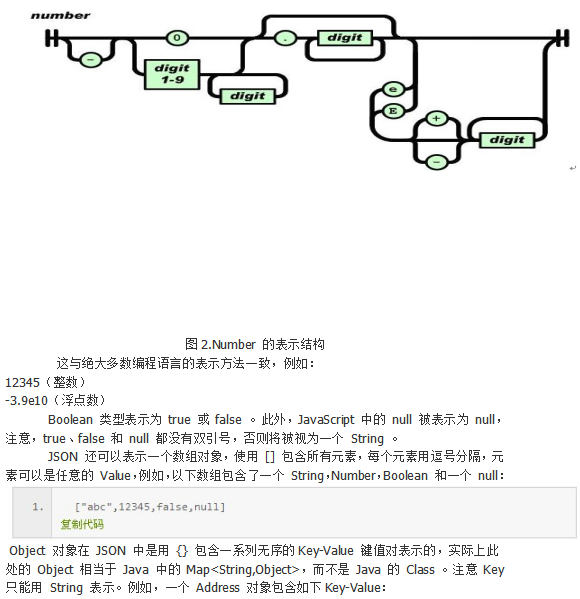 number
0
.
digit
-
digit
1-9
digit
e
E
+
-
digit
图2.Number 的表示结构
这与绝大多数编程语言的表示方法一致，例如：
12345（整数）
-3.9e10（浮点数）
Boolean 类型表示为 true 或 false 。此外，JavaScript 中的 null 被表示为 null，
注意，true、false 和 null 都没有双引号，否则将被视为一个 String 。
JSON 还可以表示一个数组对象，使用 [] 包含所有元素，每个元素用逗号分隔，元
素可以是任意的 Value，例如，以下数组包含了一个 String，Number，Boolean 和一个 null：
1. ["abc",12345,false,null]
复制代码
Object 对象在 JSON 中是用 {} 包含一系列无序的 Key-Value 键值对表示的，实际上此
处的 Object 相当于 Java 中的 Map<String,Object>，而不是 Java 的 Class 。注意 Key
只能用 String 表示。例如，一个 Address 对象包含如下 Key-Value：